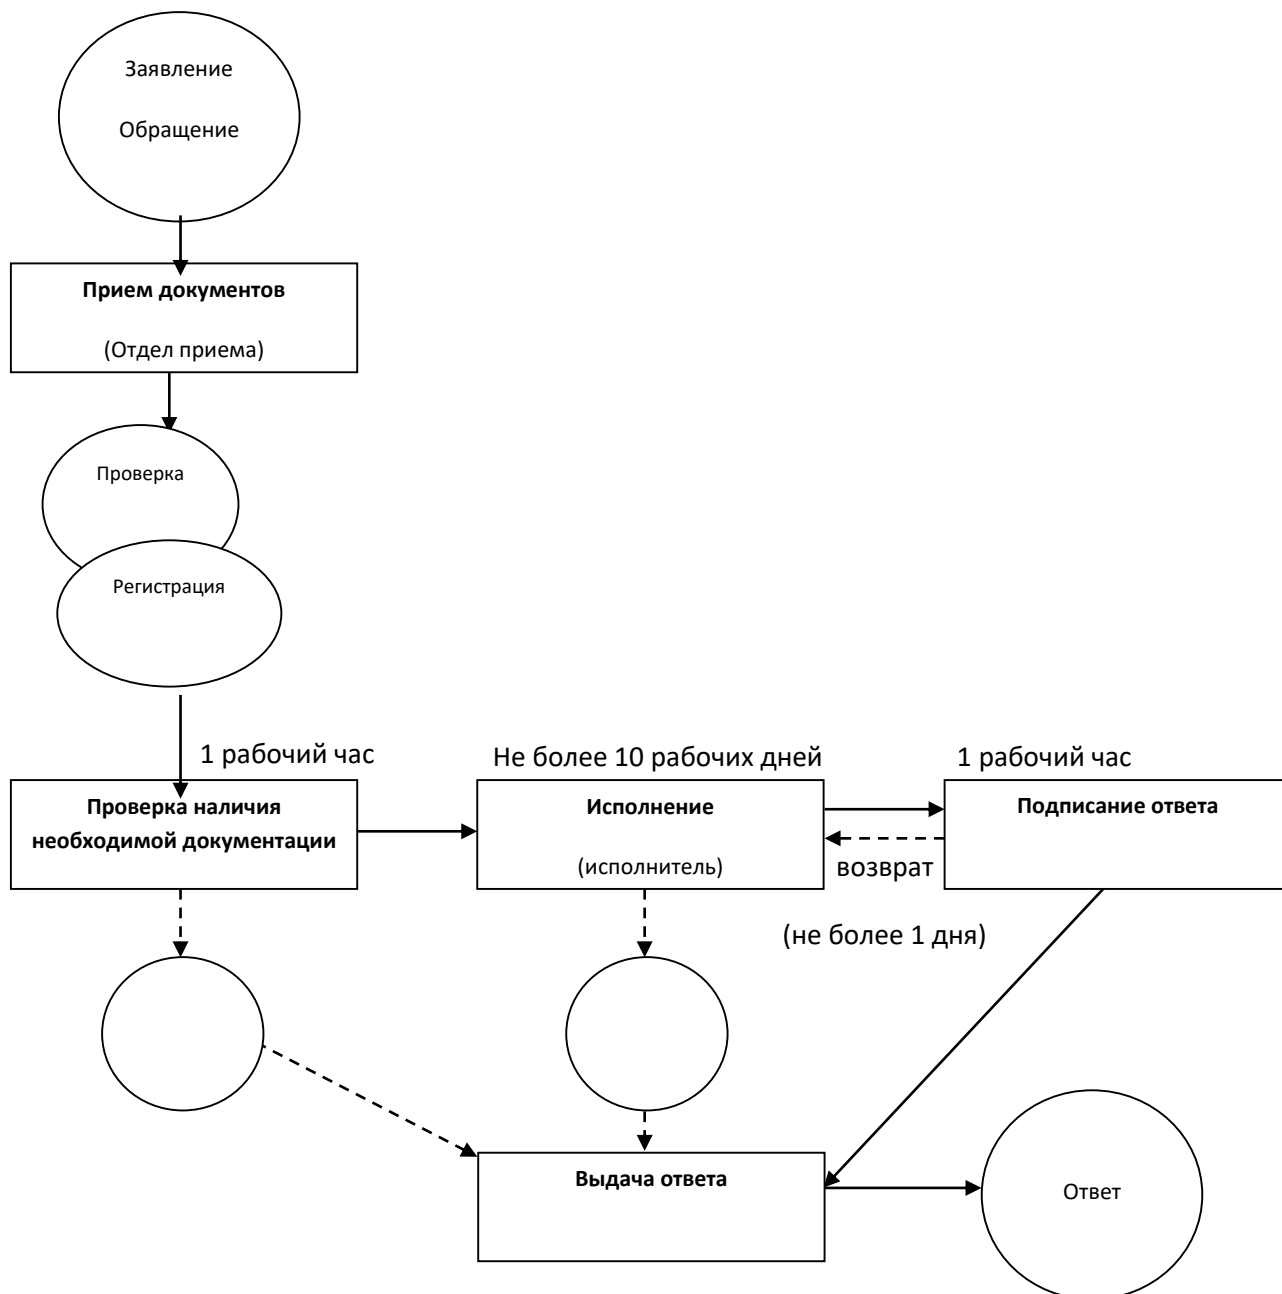 Заявление
Обращение
Прием документов
(Отдел приема)
Проверка
Регистрация
1 рабочий час
Не более 10 рабочих дней
1 рабочий час
Проверка наличия
необходимой документации
Исполнение
(исполнитель)
Подписание ответа
возврат
(не более 1 дня)
Выдача ответа
Ответ